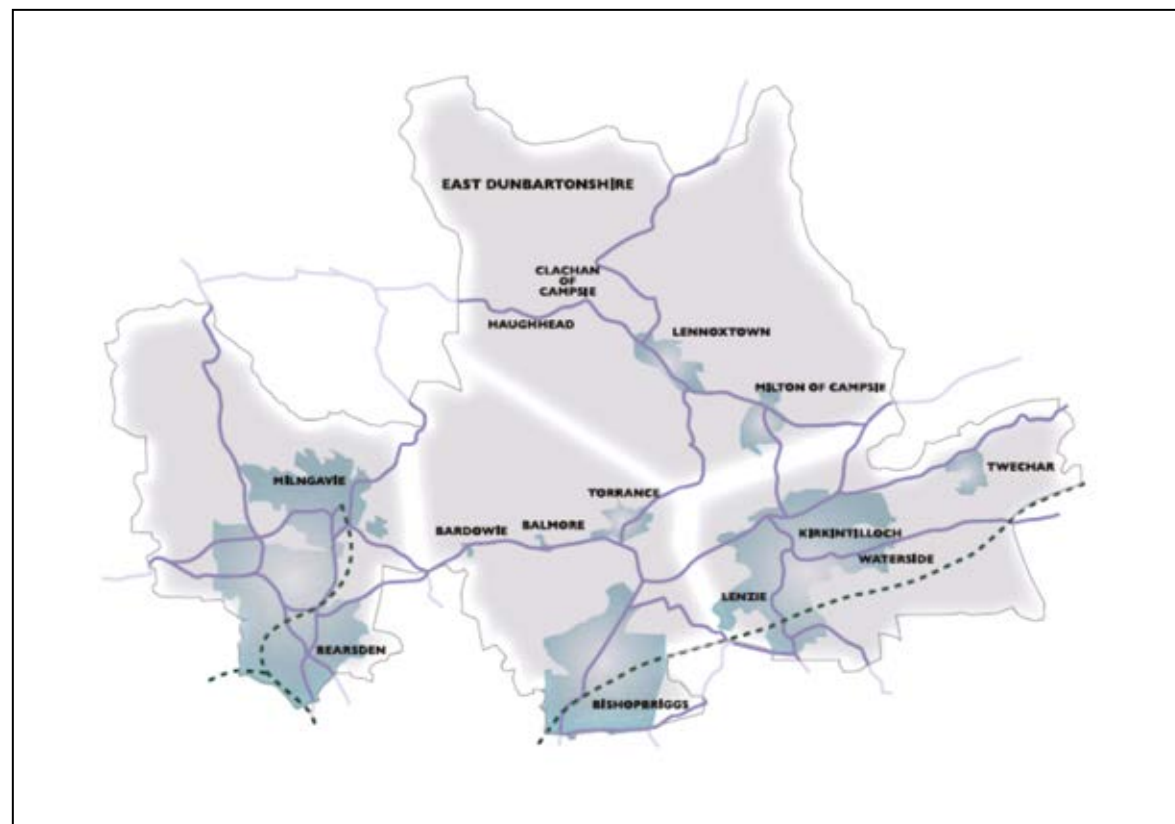 EAST DUNBARTONSHIRE
CLACHAN
OF
CAMPSIE
HAUGHHEAD
LENNOXTOWN
MILTON OF CAMPSIE
TWECHAR
MILNGAVIE
TORRANCE
BARDOWIE
BALMORE
KIRKINTILLOCH
WATERSIDE
LENZIE
BEARSDEN
BISHOPBRIGGS